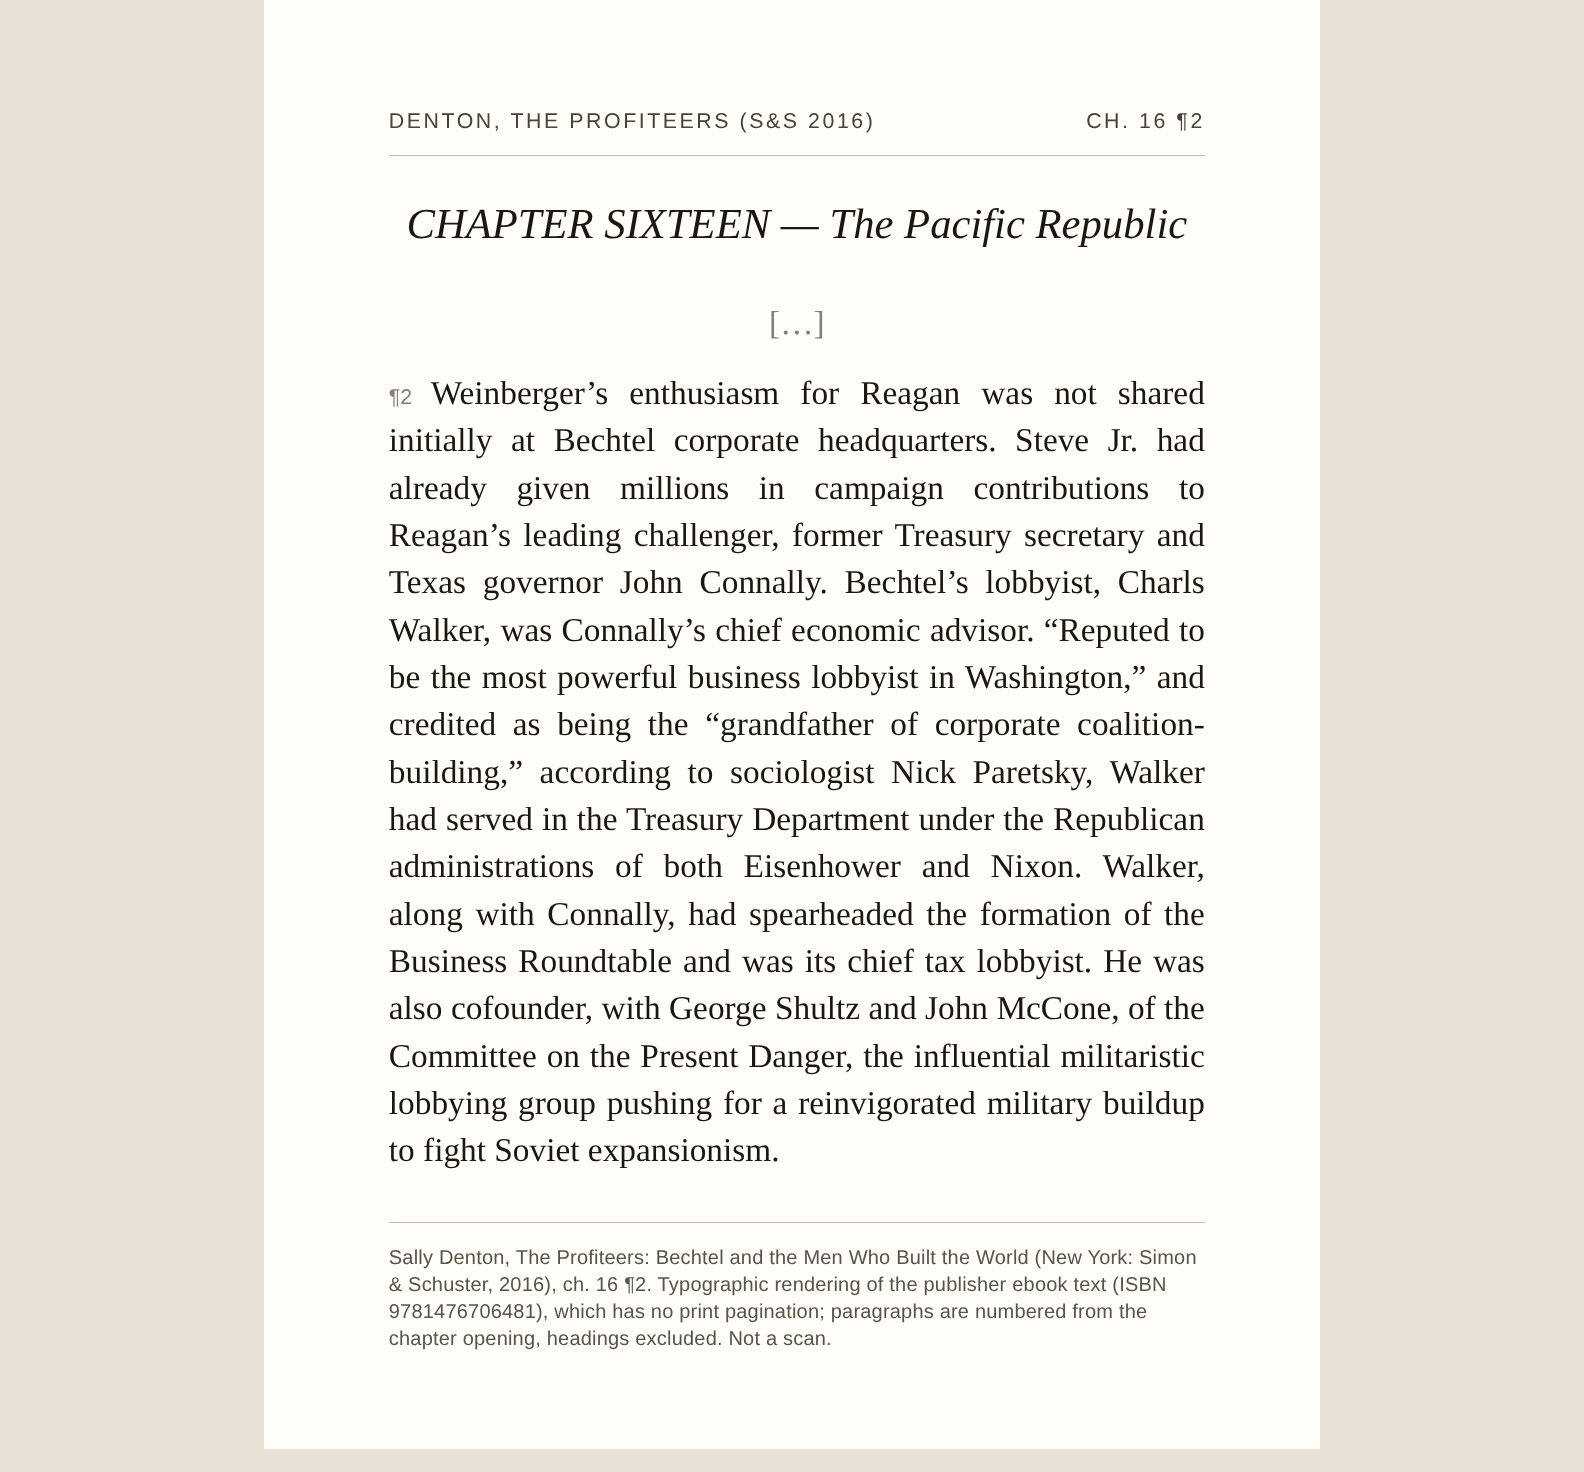 DENTON, THE PROFITEERS (S&S 2016)
CH. 16 ¶2
CHAPTER SIXTEEN — The Pacific Republic
[…]
¶2 Weinberger’s enthusiasm for Reagan was not shared
initially at Bechtel corporate headquarters. Steve Jr. had
already given millions in campaign contributions to
Reagan’s leading challenger, former Treasury secretary and
Texas governor John Connally. Bechtel’s lobbyist, Charls
Walker, was Connally’s chief economic advisor. “Reputed to
be the most powerful business lobbyist in Washington,” and
credited as being the “grandfather of corporate coalition-
building,” according to sociologist Nick Paretsky, Walker
had served in the Treasury Department under the Republican
administrations of both Eisenhower and Nixon. Walker,
along with Connally, had spearheaded the formation of the
Business Roundtable and was its chief tax lobbyist. He was
also cofounder, with George Shultz and John McCone, of the
Committee on the Present Danger, the influential militaristic
lobbying group pushing for a reinvigorated military buildup
to fight Soviet expansionism.
Sally Denton, The Profiteers: Bechtel and the Men Who Built the World (New York: Simon
& Schuster, 2016), ch. 16 ¶2. Typographic rendering of the publisher ebook text (ISBN
9781476706481), which has no print pagination; paragraphs are numbered from the
chapter opening, headings excluded. Not a scan.